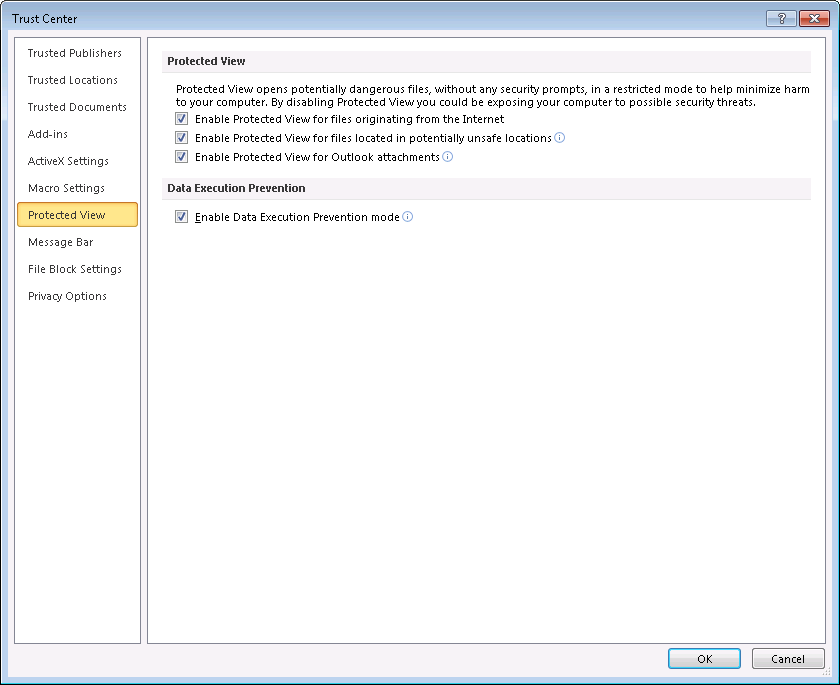 Trust Center
Trusted Publishers
Trusted Locations
Trusted Documents
Add-ins
ActiveX Settings
Macro Settings
Protected View
Message Bar
File Block Settings
Privacy Options
Protected View
Protected View opens potentially dangerous files, without any security prompts, in a restricted mode to help minimize harm
to your computer. By disabling Protected View you could be exposing your computer to possible security threats.
Enable Protected View for files originating from the Internet
Enable Protected View for files located in potentially unsafe locations
Enable Protected View for Outlook attachments
Data Execution Prevention
Enable Data Execution Prevention mode
OK
Cancel